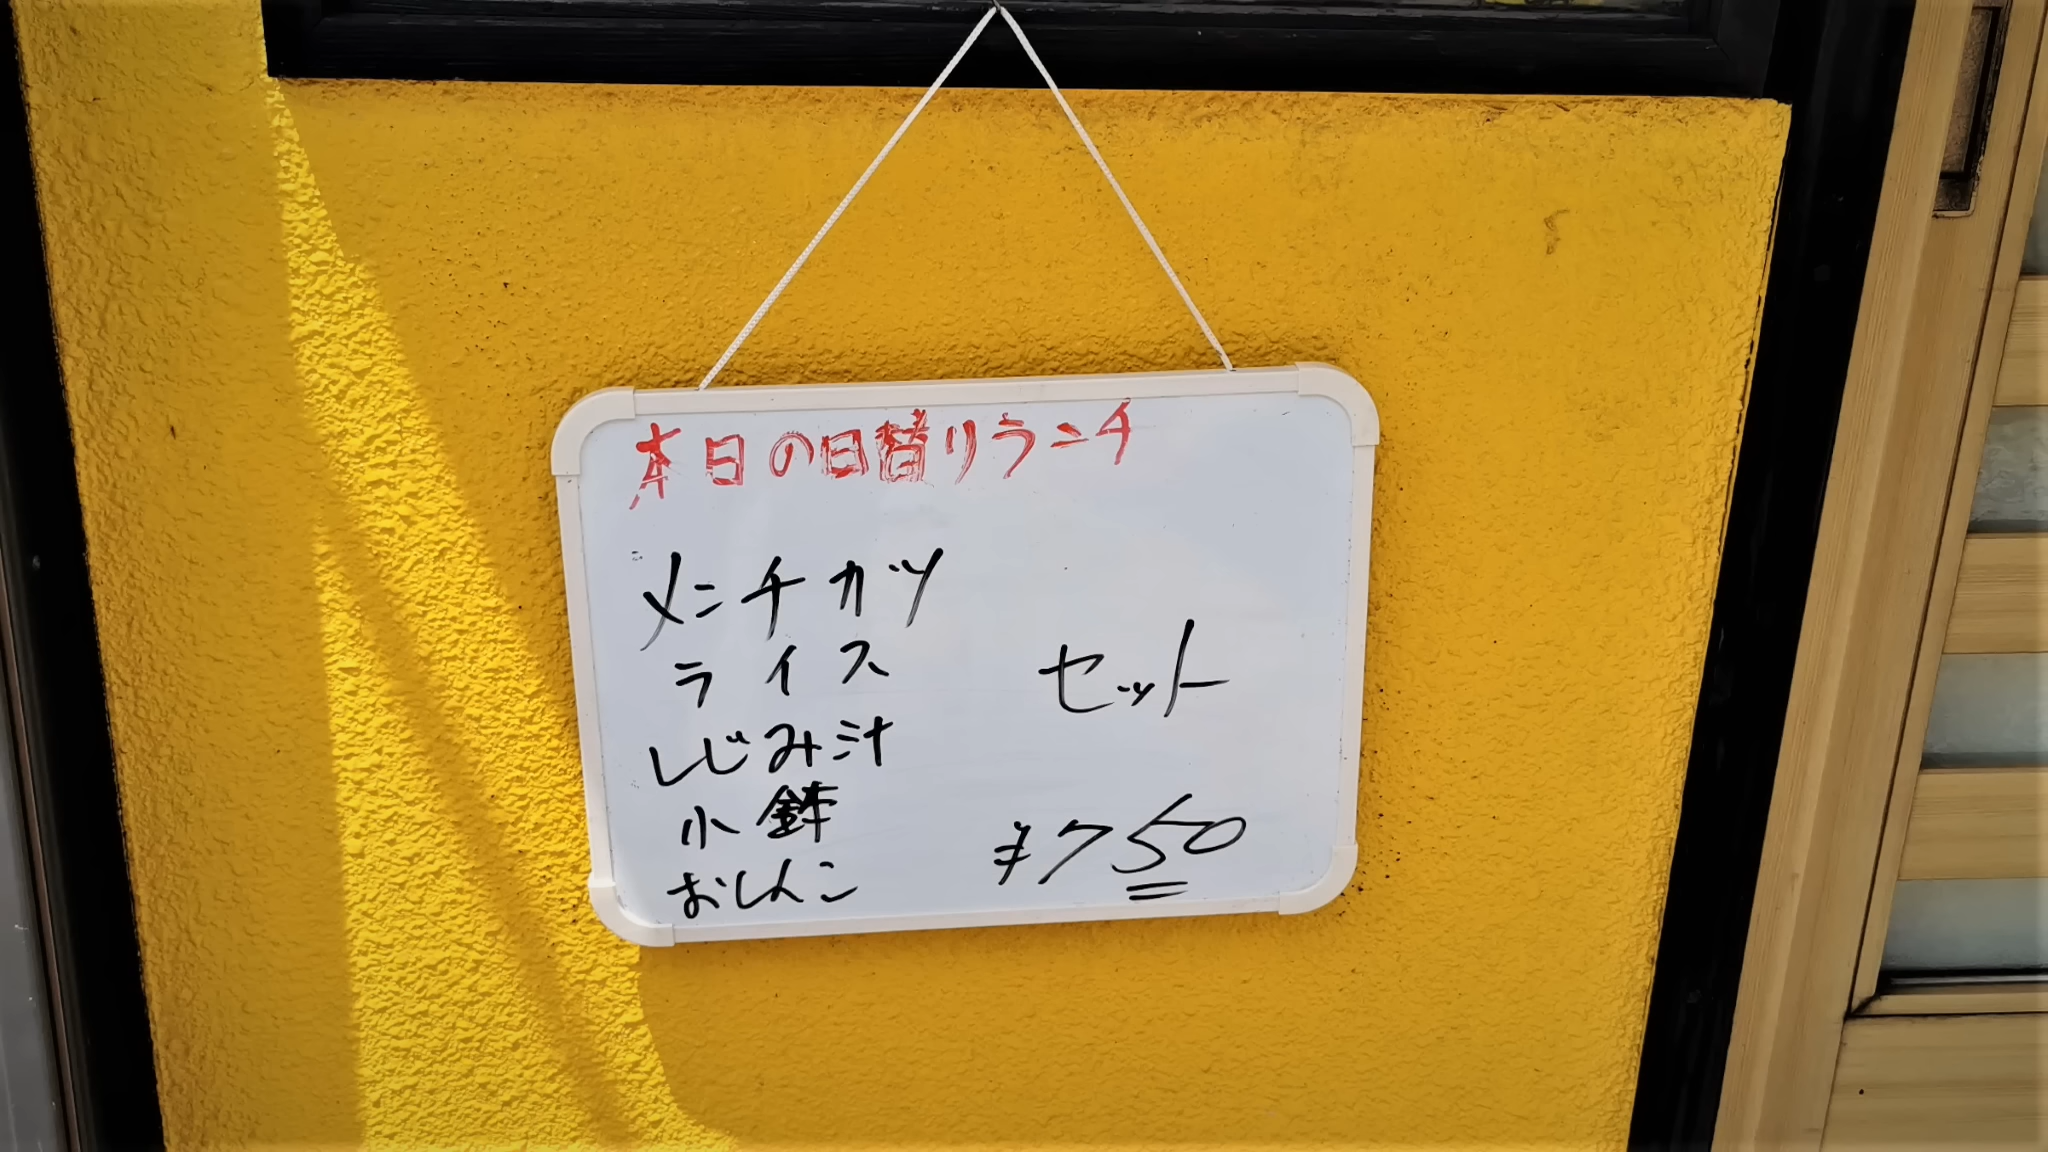 本日の日替りランチ
メンチカツ
ライス
しじみ汁
小鉢
おしんこ
セット
¥750